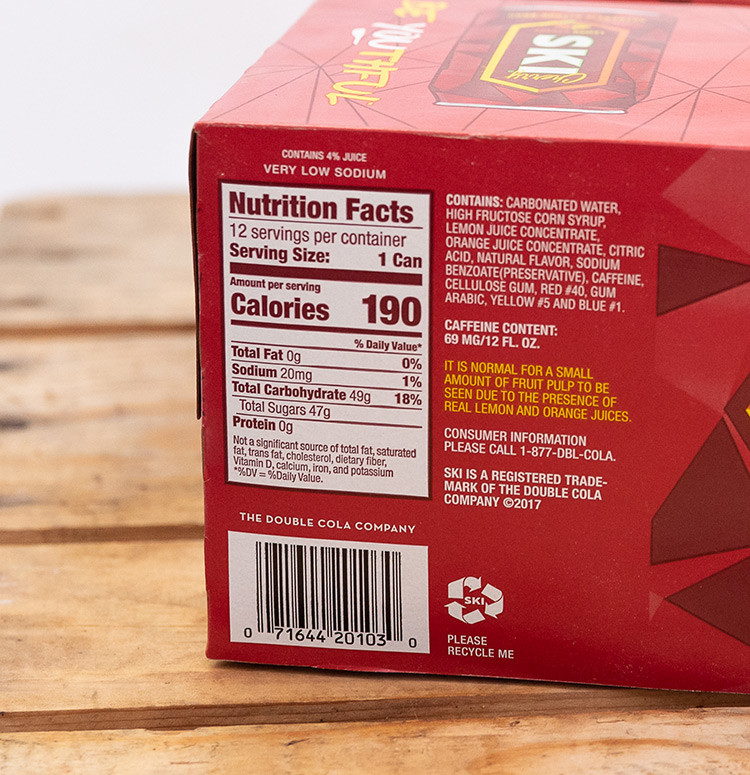 YOUTHFUL
LEMON
SKI
Cherry
CONTAINS 4% JUICE
VERY LOW SODIUM
Nutrition Facts
12 servings per container
Serving Size: 1 Can
Amount per serving
Calories 190
% Daily Value*
Total Fat 0g 0%
Sodium 20mg 1%
Total Carbohydrate 49g 18%
Total Sugars 47g
Protein 0g
Not a significant source of total fat, saturated
fat, trans fat, cholesterol, dietary fiber,
Vitamin D, calcium, iron, and potassium
*%DV = %Daily Value.
CONTAINS: CARBONATED WATER,
HIGH FRUCTOSE CORN SYRUP,
LEMON JUICE CONCENTRATE,
ORANGE JUICE CONCENTRATE, CITRIC
ACID, NATURAL FLAVOR, SODIUM
BENZOATE(PRESERVATIVE), CAFFEINE,
CELLULOSE GUM, RED #40, GUM
ARABIC, YELLOW #5 AND BLUE #1.
CAFFEINE CONTENT:
69 MG/12 FL. OZ.
IT IS NORMAL FOR A SMALL
AMOUNT OF FRUIT PULP TO BE
SEEN DUE TO THE PRESENCE OF
REAL LEMON AND ORANGE JUICES.
CONSUMER INFORMATION
PLEASE CALL 1-877-DBL-COLA.
SKI IS A REGISTERED TRADE-
MARK OF THE DOUBLE COLA
COMPANY ©2017
THE DOUBLE COLA COMPANY
0 71644 20103 0
SKI
PLEASE
RECYCLE ME